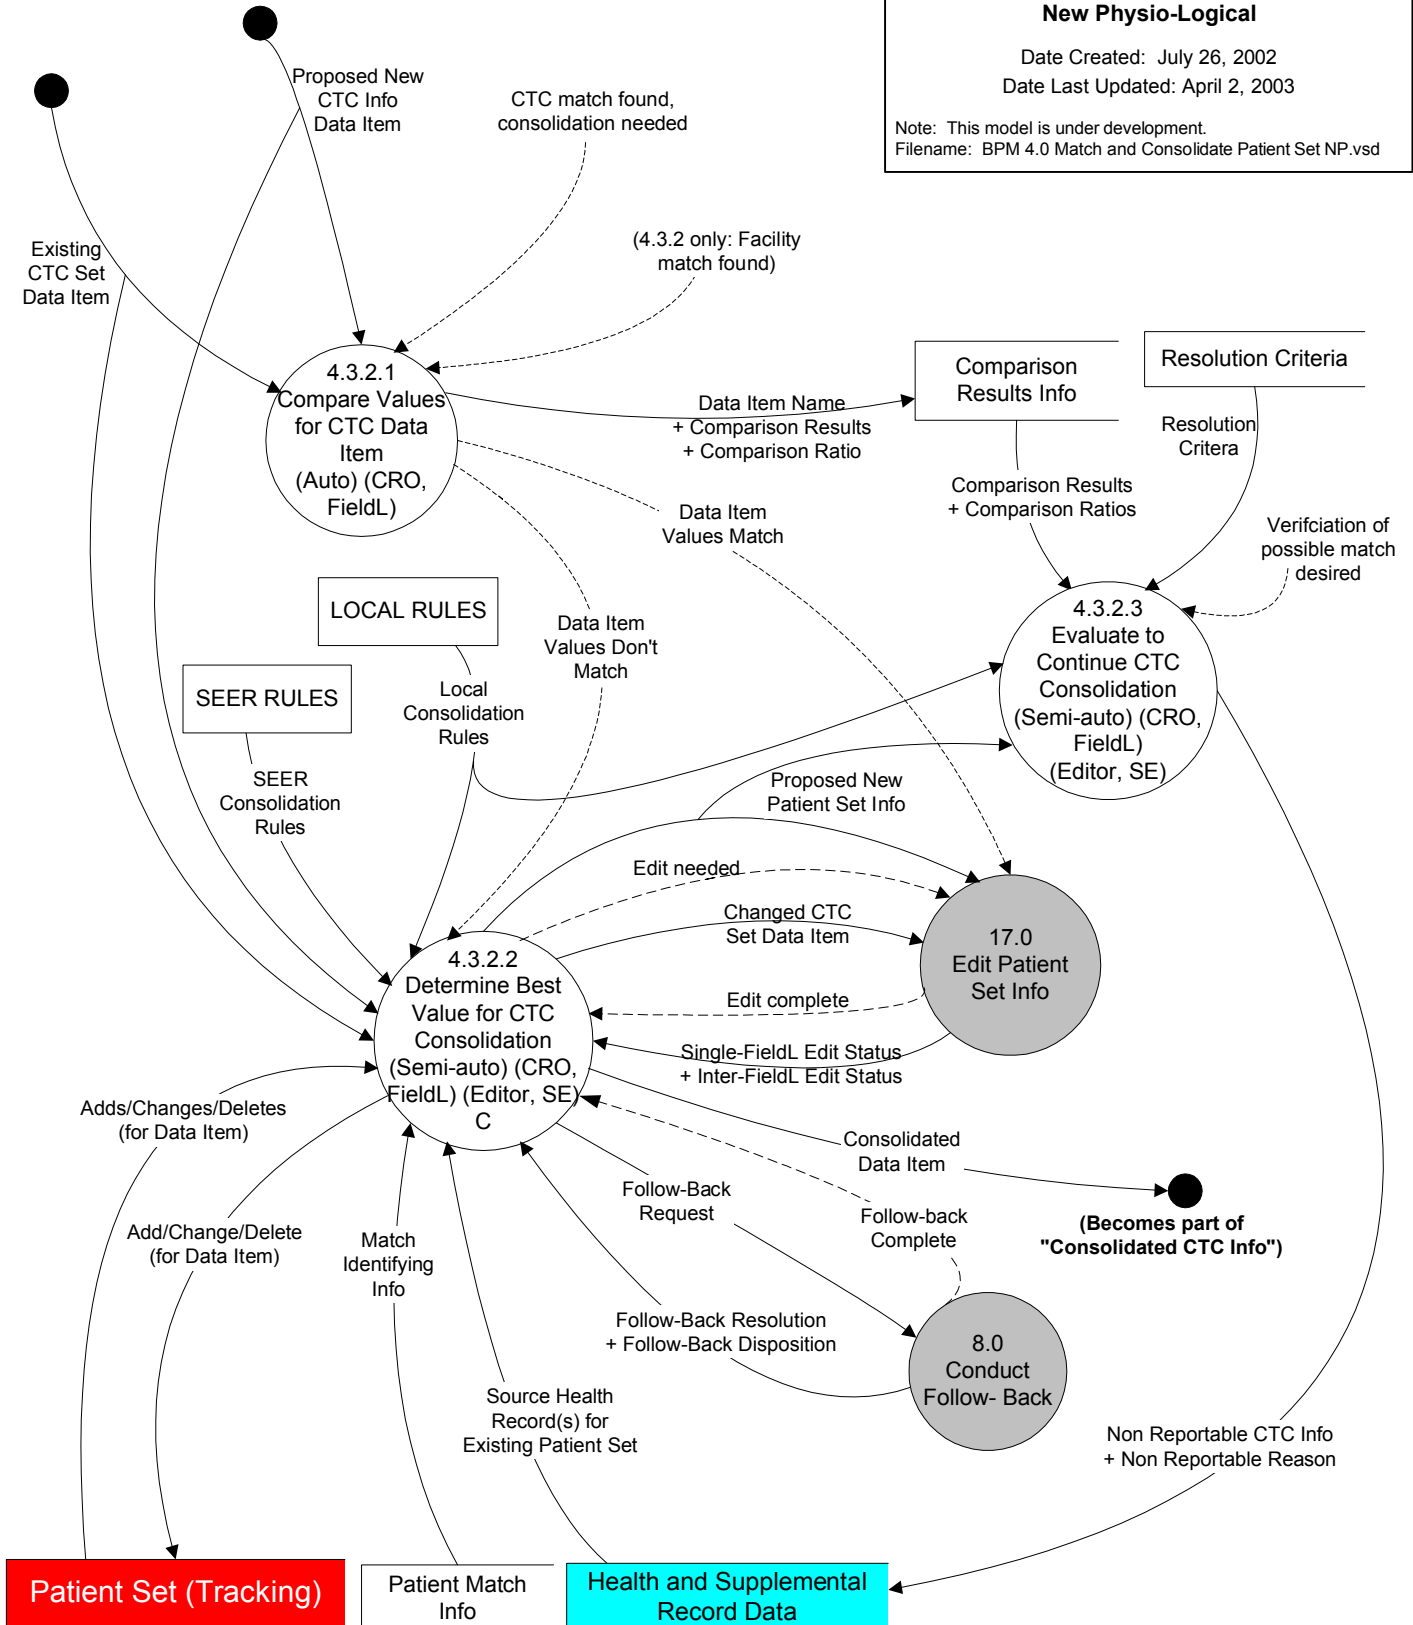 New Physio-Logical
Date Created: July 26, 2002
Date Last Updated: April 2, 2003
Note: This model is under development.
Filename: BPM 4.0 Match and Consolidate Patient Set NP.vsd
Proposed New
CTC Info
Data Item
CTC match found,
consolidation needed
Existing
CTC Set
Data Item
(4.3.2 only: Facility
match found)
4.3.2.1
Compare Values
for CTC Data
Item
(Auto) (CRO,
FieldL)
Data Item Name
+ Comparison Results
+ Comparison Ratio
Comparison
Results Info
Resolution Criteria
Resolution
Critera
Comparison Results
+ Comparison Ratios
Verifciation of
possible match
desired
Data Item
Values Match
LOCAL RULES
Data Item
Values Don't
Match
4.3.2.3
Evaluate to
Continue CTC
Consolidation
(Semi-auto) (CRO,
FieldL)
(Editor, SE)
SEER RULES
Local
Consolidation
Rules
SEER
Consolidation
Rules
Proposed New
Patient Set Info
Edit needed
Changed CTC
Set Data Item
17.0
Edit Patient
Set Info
4.3.2.2
Determine Best
Value for CTC
Consolidation
(Semi-auto) (CRO,
FieldL) (Editor, SE)
C
Edit complete
Single-FieldL Edit Status
+ Inter-FieldL Edit Status
Adds/Changes/Deletes
(for Data Item)
Consolidated
Data Item
Follow-Back
Request
Follow-back
Complete
(Becomes part of
"Consolidated CTC Info")
Add/Change/Delete
(for Data Item)
Match
Identifying
Info
Follow-Back Resolution
+ Follow-Back Disposition
8.0
Conduct
Follow- Back
Source Health
Record(s) for
Existing Patient Set
Non Reportable CTC Info
+ Non Reportable Reason
Patient Set (Tracking)
Patient Match
Info
Health and Supplemental
Record Data